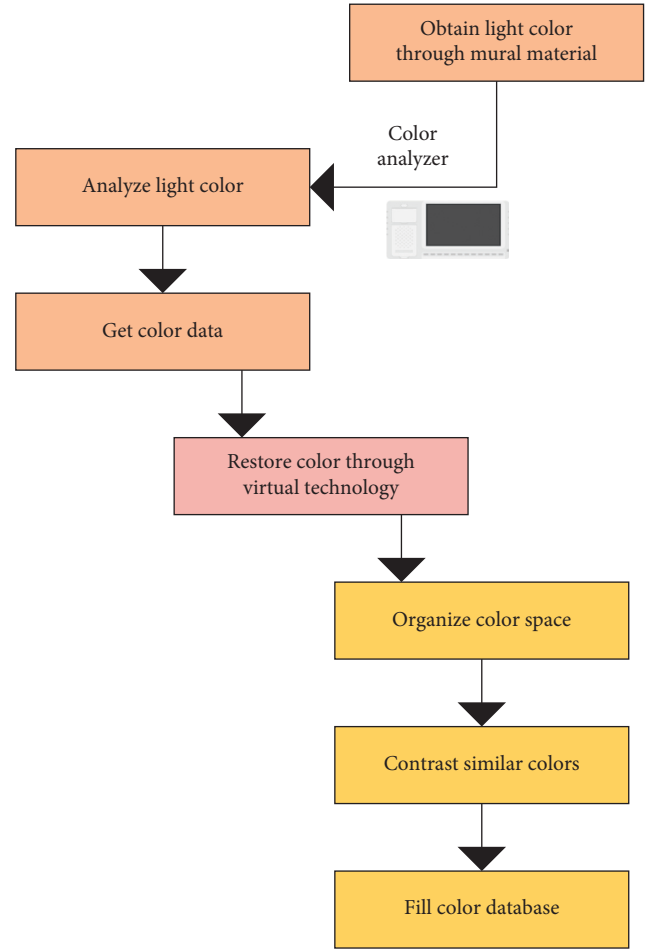 Obtain light color
through mural material
Color
analyzer
Analyze light color
Get color data
Restore color through
virtual technology
Organize color space
Contrast similar colors
Fill color database